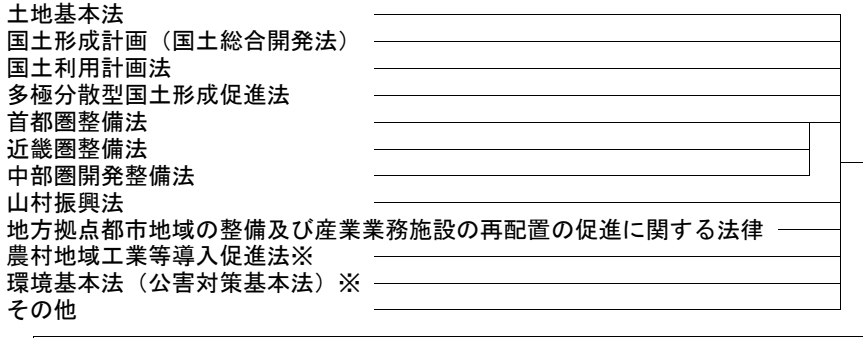 土地基本法
国土形成計画（国土総合開発法）
国土利用計画法
多極分散型国土形成促進法
首都圏整備法
近畿圏整備法
中部圏開発整備法
山村振興法
地方拠点都市地域の整備及び産業業務施設の再配置の促進に関する法律
農村地域工業等導入促進法※
環境基本法（公害対策基本法）※
その他